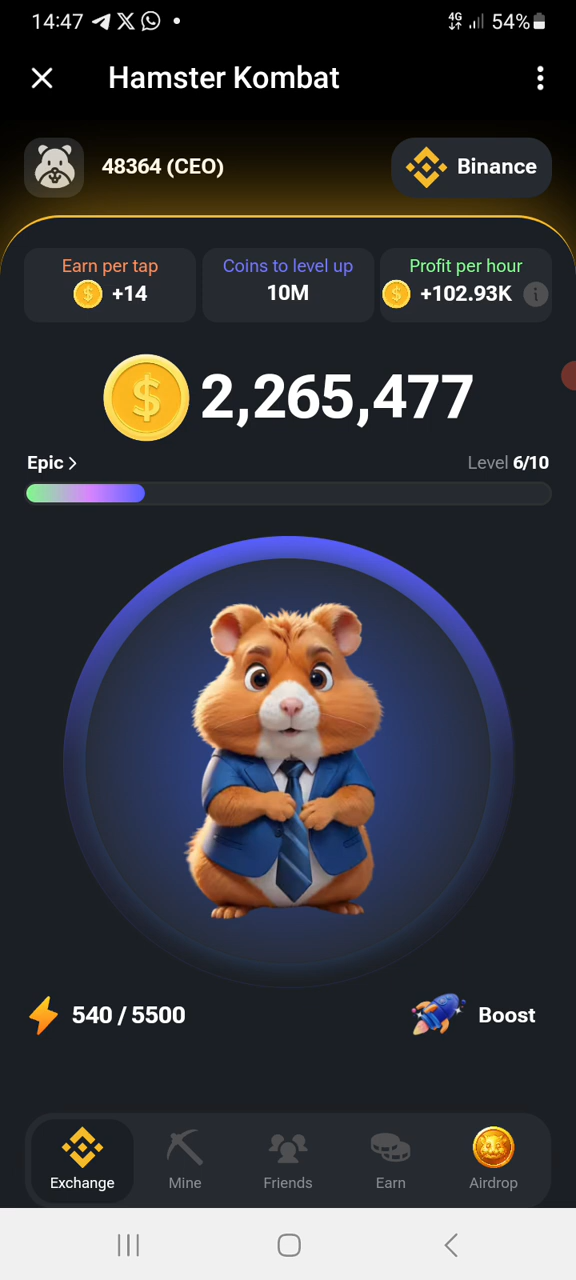 14:47 4G 54%
Hamster Kombat
48364 (CEO) Binance
Earn per tap Coins to level up Profit per hour
+14 10M +102.93K
2,265,477
Epic > Level 6/10
540 / 5500 Boost
Exchange Mine Friends Earn Airdrop